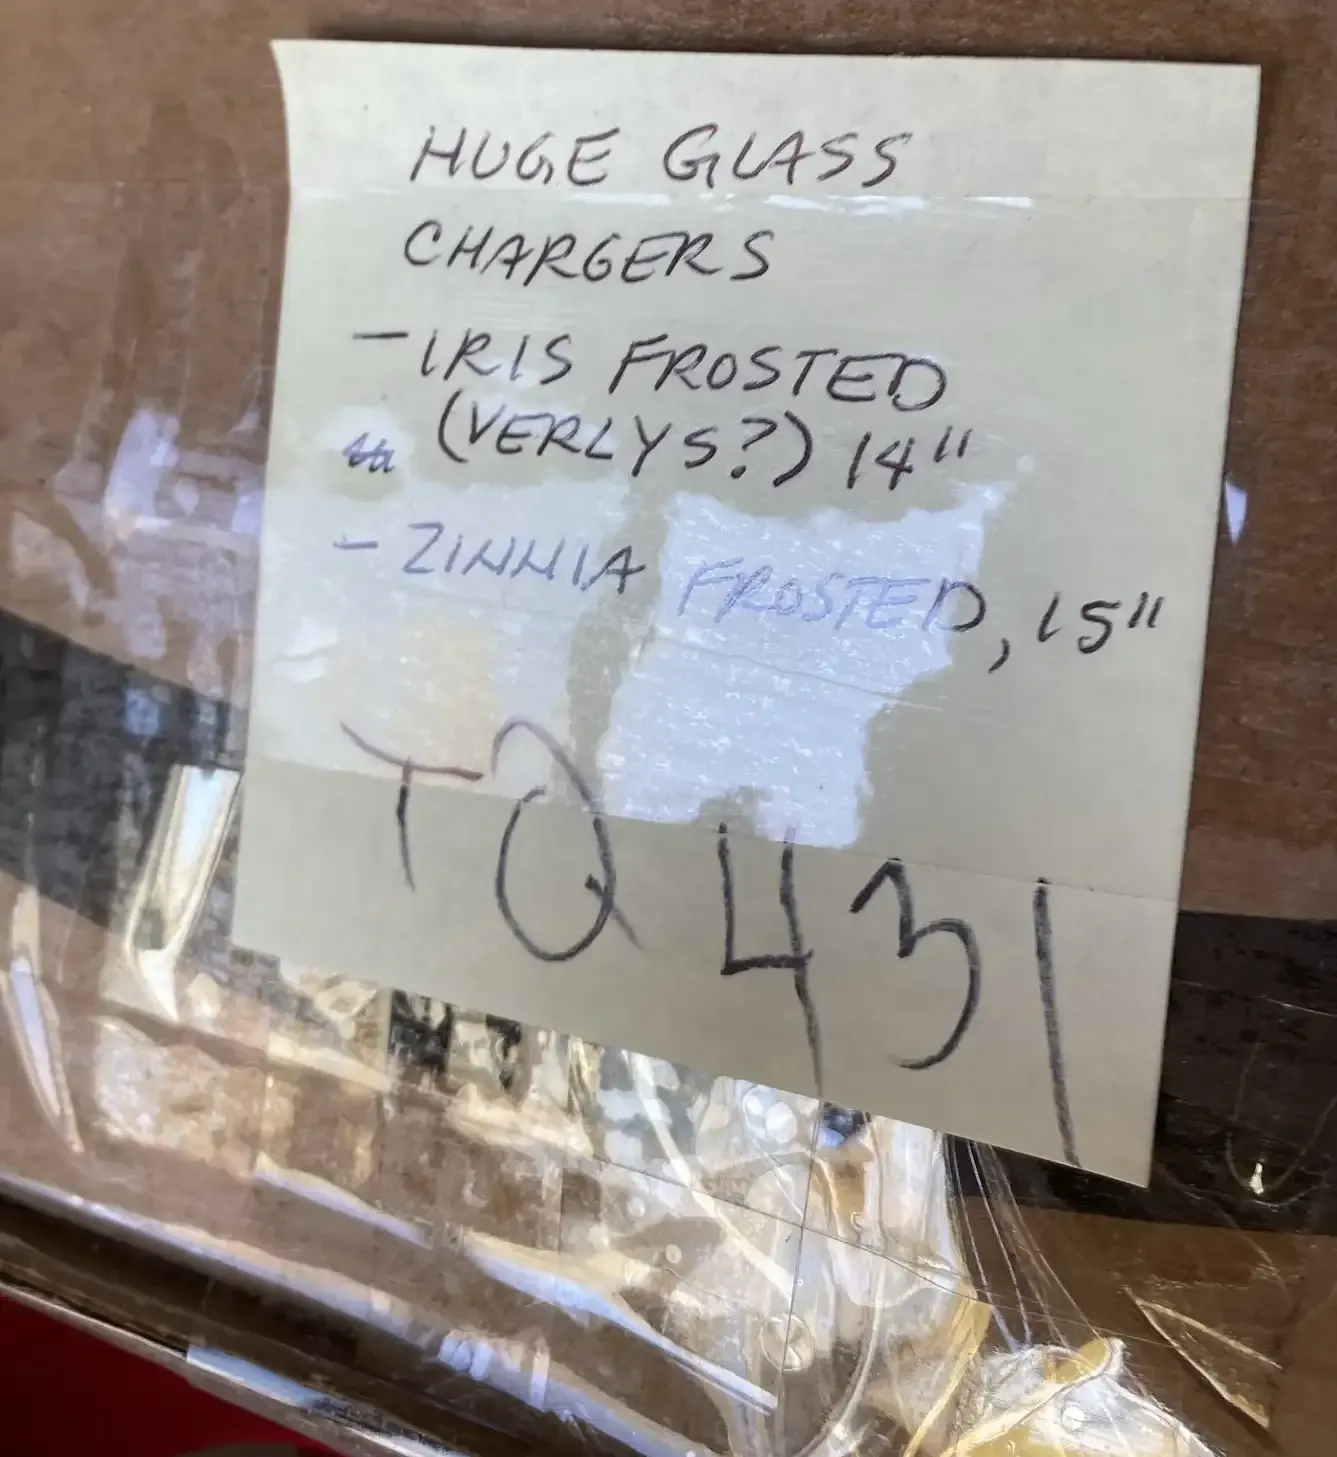 HUGE GLASS
CHARGERS
- IRIS FROSTED
(VERLYS?) 14"
- ZINNIA FROSTED, 15"
TQ431